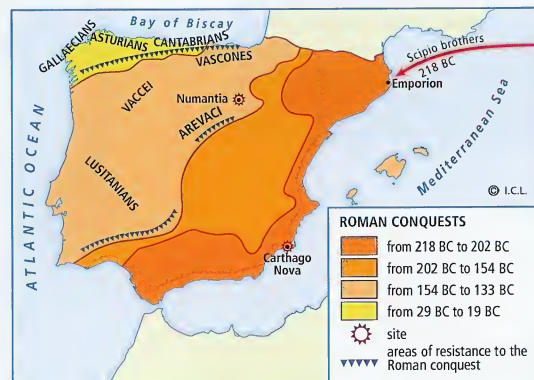 Bay of Biscay
GALLAECIANS
ASTURIANS
CANTABRIANS
VASCONES
Scipio brothers
218 BC
Emporion
VACCEI
Numantia
AREVACI
LUSITANIANS
ATLANTIC OCEAN
Mediterranean Sea
© I.C.L.
Carthago
Nova
ROMAN CONQUESTS
from 218 BC to 202 BC
from 202 BC to 154 BC
from 154 BC to 133 BC
from 29 BC to 19 BC
site
areas of resistance to the
Roman conquest